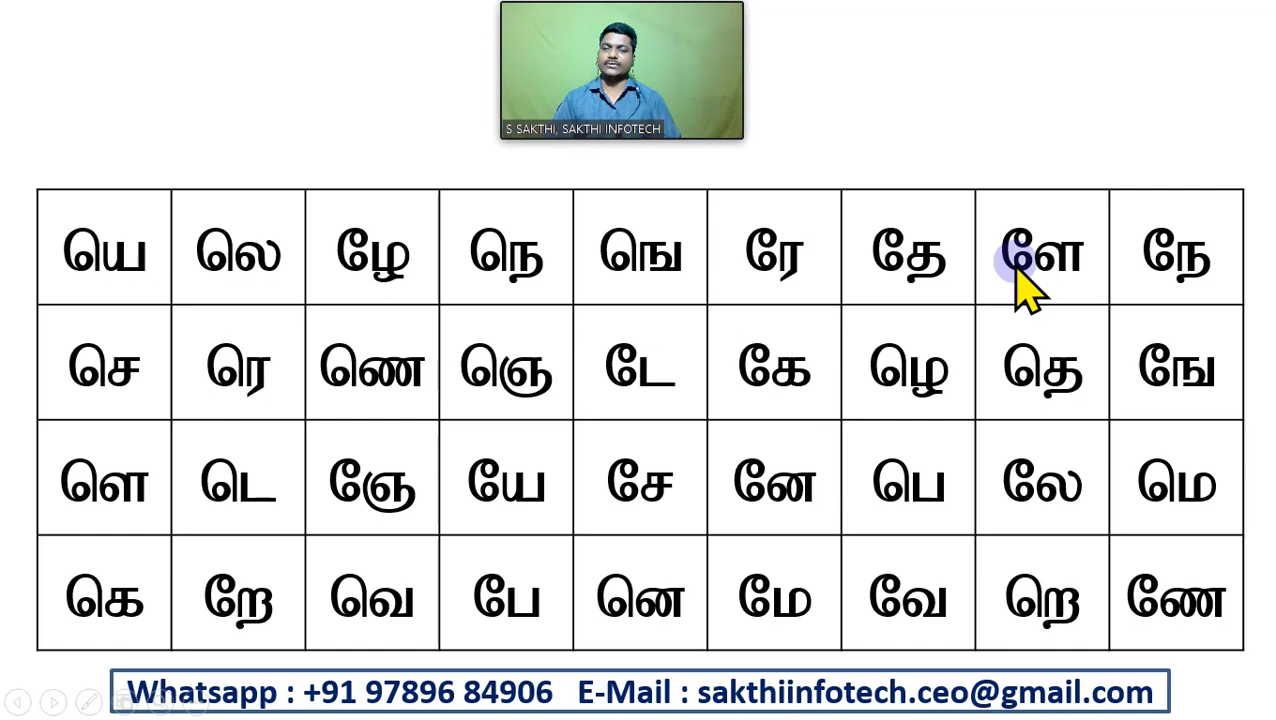 S SAKTHI, SAKTHI INFOTECH
யெ லெ ழே நெ ஙெ ரே தே ளே நே
செ ரெ ணெ ஞெ டே கே ழெ தெ ஙே
ளெ டெ ஞே யே சே னே பெ லே மெ
கெ றே வெ பே னெ மே வே றெ ணே
Whatsapp : +91 97896 84906 E-Mail : sakthiinfotech.ceo@gmail.com